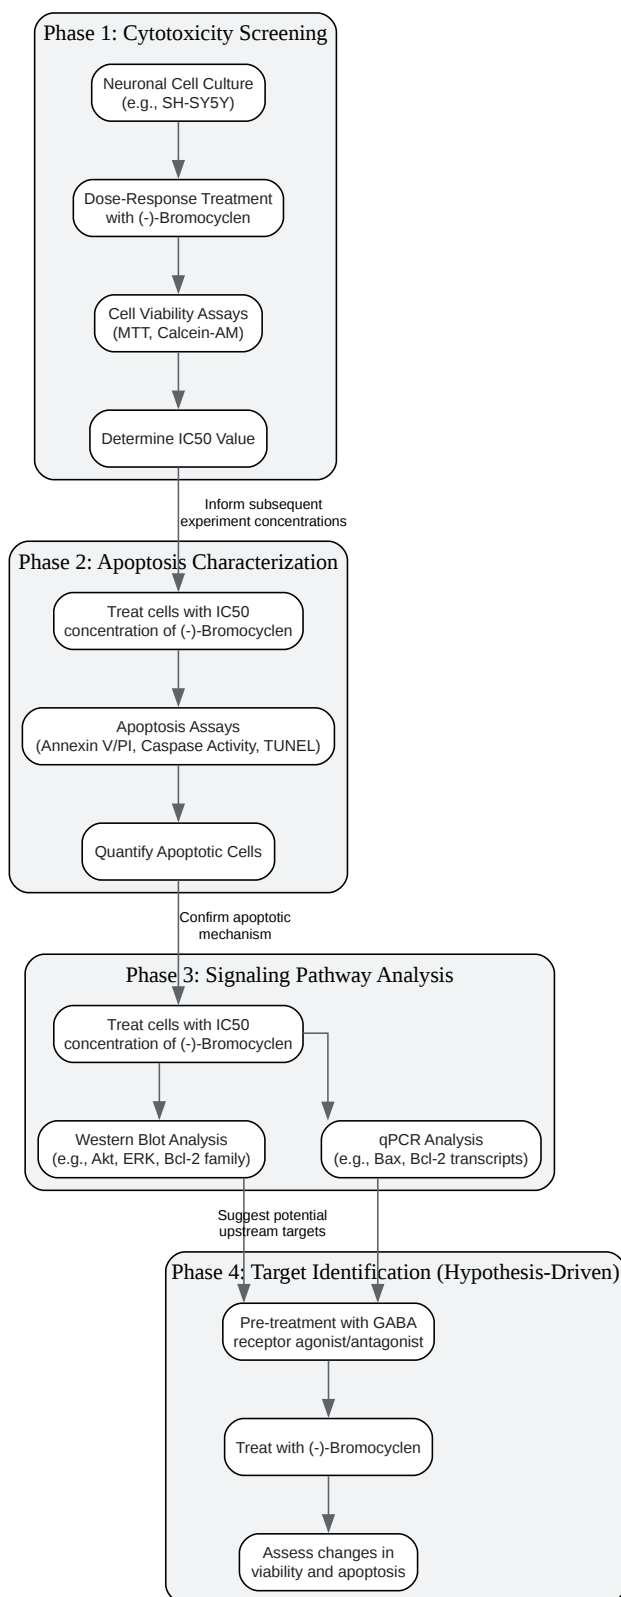 Phase 1: Cytotoxicity Screening
Neuronal Cell Culture
(e.g., SH-SY5Y)
Dose-Response Treatment
with (-)-Bromocyclen
Cell Viability Assays
(MTT, Calcein-AM)
Determine IC50 Value
Inform subsequent
experiment concentrations
Phase 2: Apoptosis Characterization
Treat cells with IC50
concentration of (-)-Bromocyclen
Apoptosis Assays
(Annexin V/PI, Caspase Activity, TUNEL)
Quantify Apoptotic Cells
Confirm apoptotic
mechanism
Phase 3: Signaling Pathway Analysis
Treat cells with IC50
concentration of (-)-Bromocyclen
Western Blot Analysis
(e.g., Akt, ERK, Bcl-2 family)
qPCR Analysis
(e.g., Bax, Bcl-2 transcripts)
Suggest potential
upstream targets
Phase 4: Target Identification (Hypothesis-Driven)
Pre-treatment with GABA
receptor agonist/antagonist
Treat with (-)-Bromocyclen
Assess changes in
viability and apoptosis